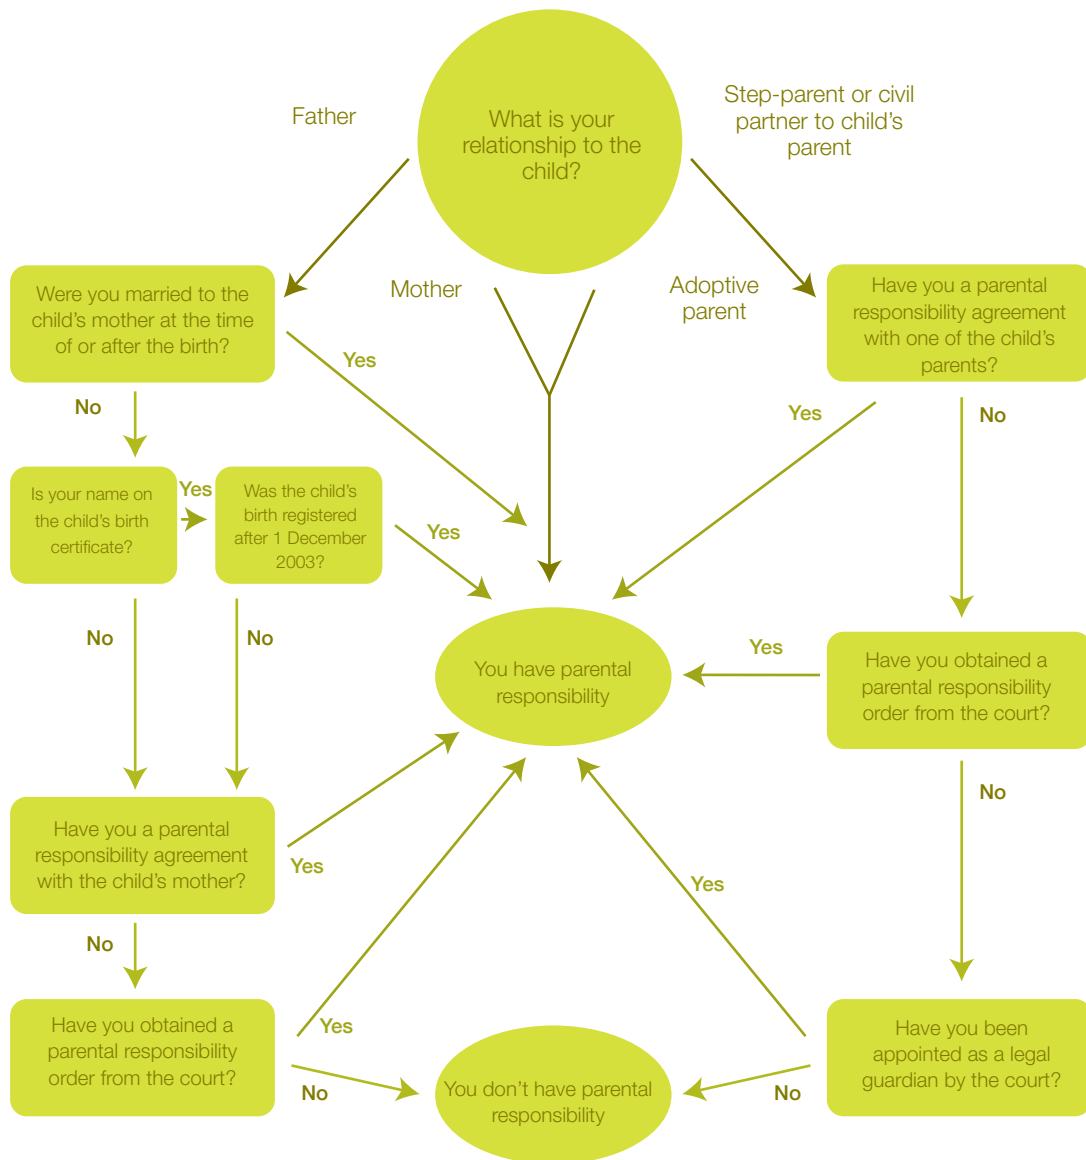 Father
What is your
relationship to the
child?
Step-parent or civil
partner to child’s
parent
Mother
Adoptive
parent
Were you married to the
child’s mother at the time
of or after the birth?
Yes
No
Have you a parental
responsibility agreement
with one of the child’s
parents?
Yes
No
Is your name on
the child’s birth
certificate?
Yes
Was the child’s
birth registered
after 1 December
2003?
Yes
No
No
You have parental
responsibility
Yes
Have you obtained a
parental responsibility
order from the court?
No
Have you a parental
responsibility agreement
with the child’s mother?
Yes
No
Yes
Have you obtained a
parental responsibility
order from the court?
Yes
No
You don’t have parental
responsibility
No
Have you been
appointed as a legal
guardian by the court?